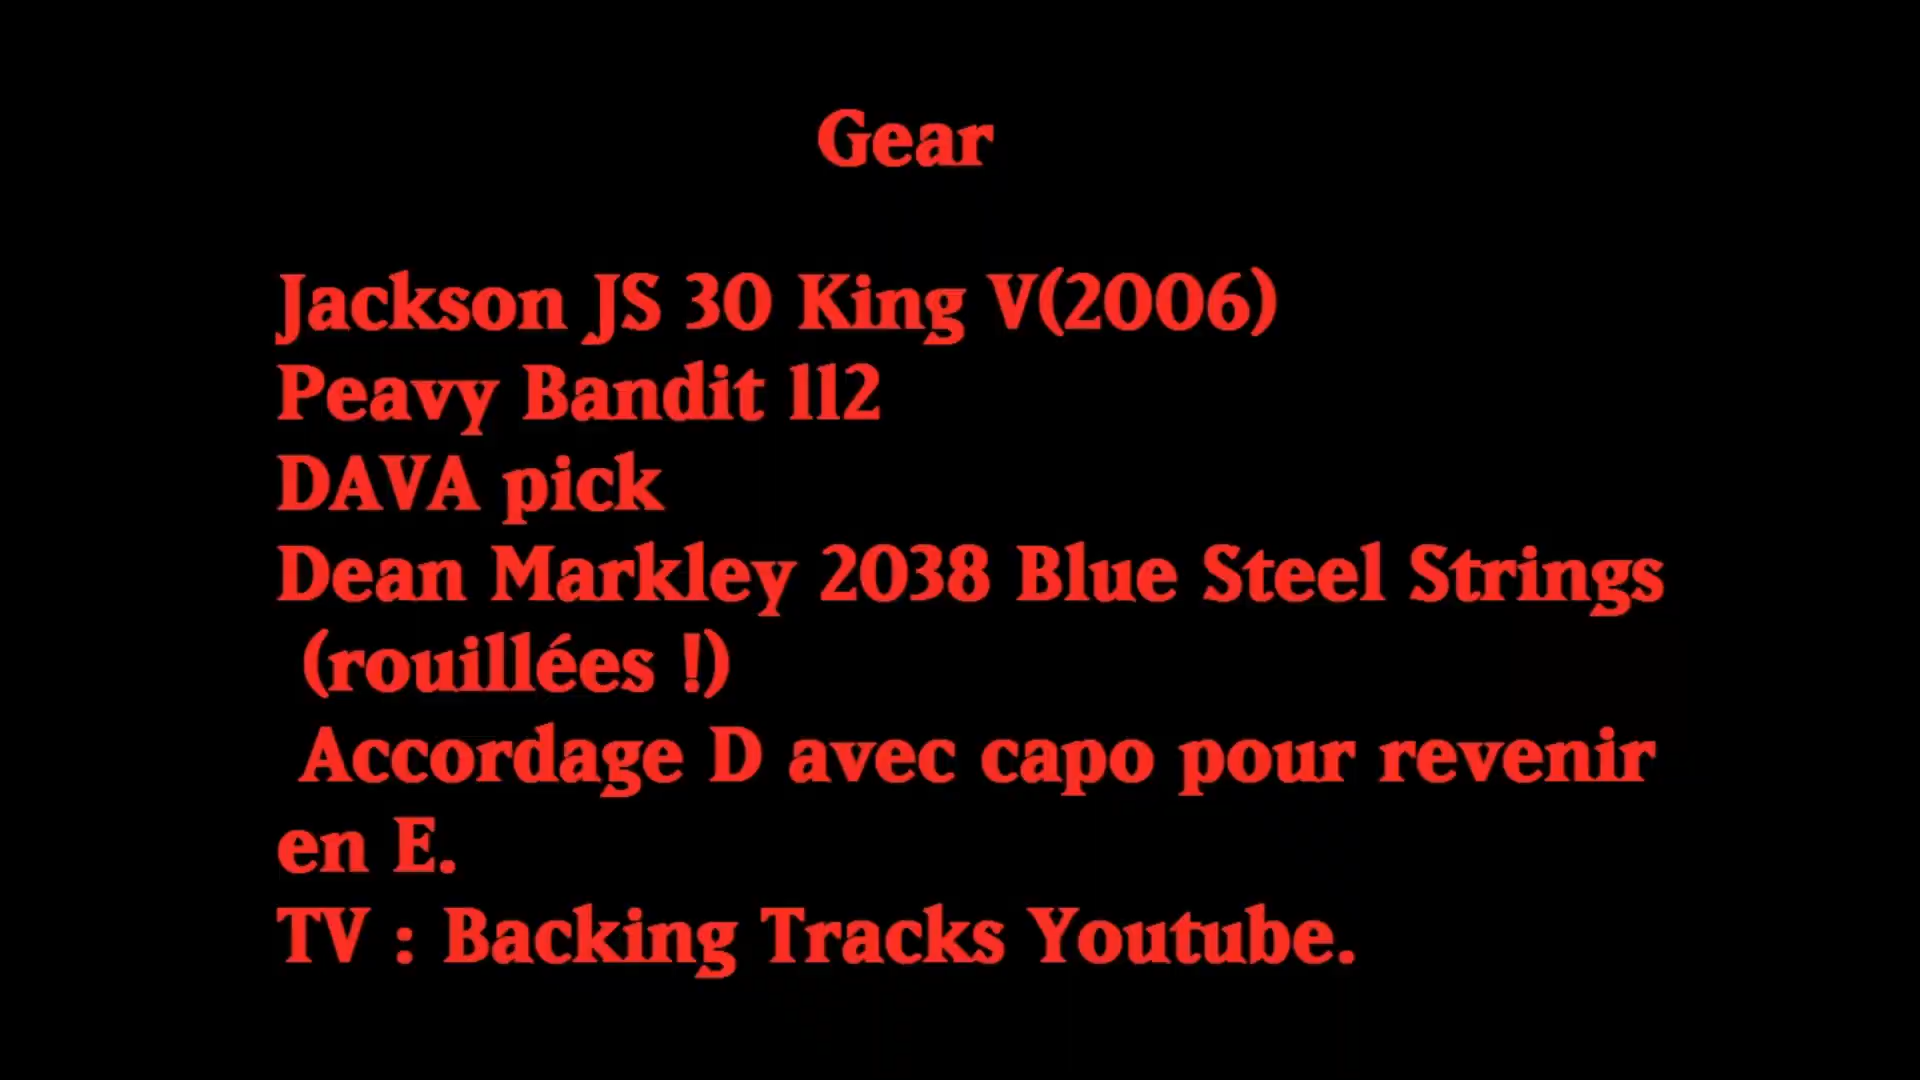 Gear
Jackson JS 30 King V(2006)
Peavy Bandit 112
DAVA pick
Dean Markley 2038 Blue Steel Strings
(rouillées !)
Accordage D avec capo pour revenir
en E.
TV : Backing Tracks Youtube.